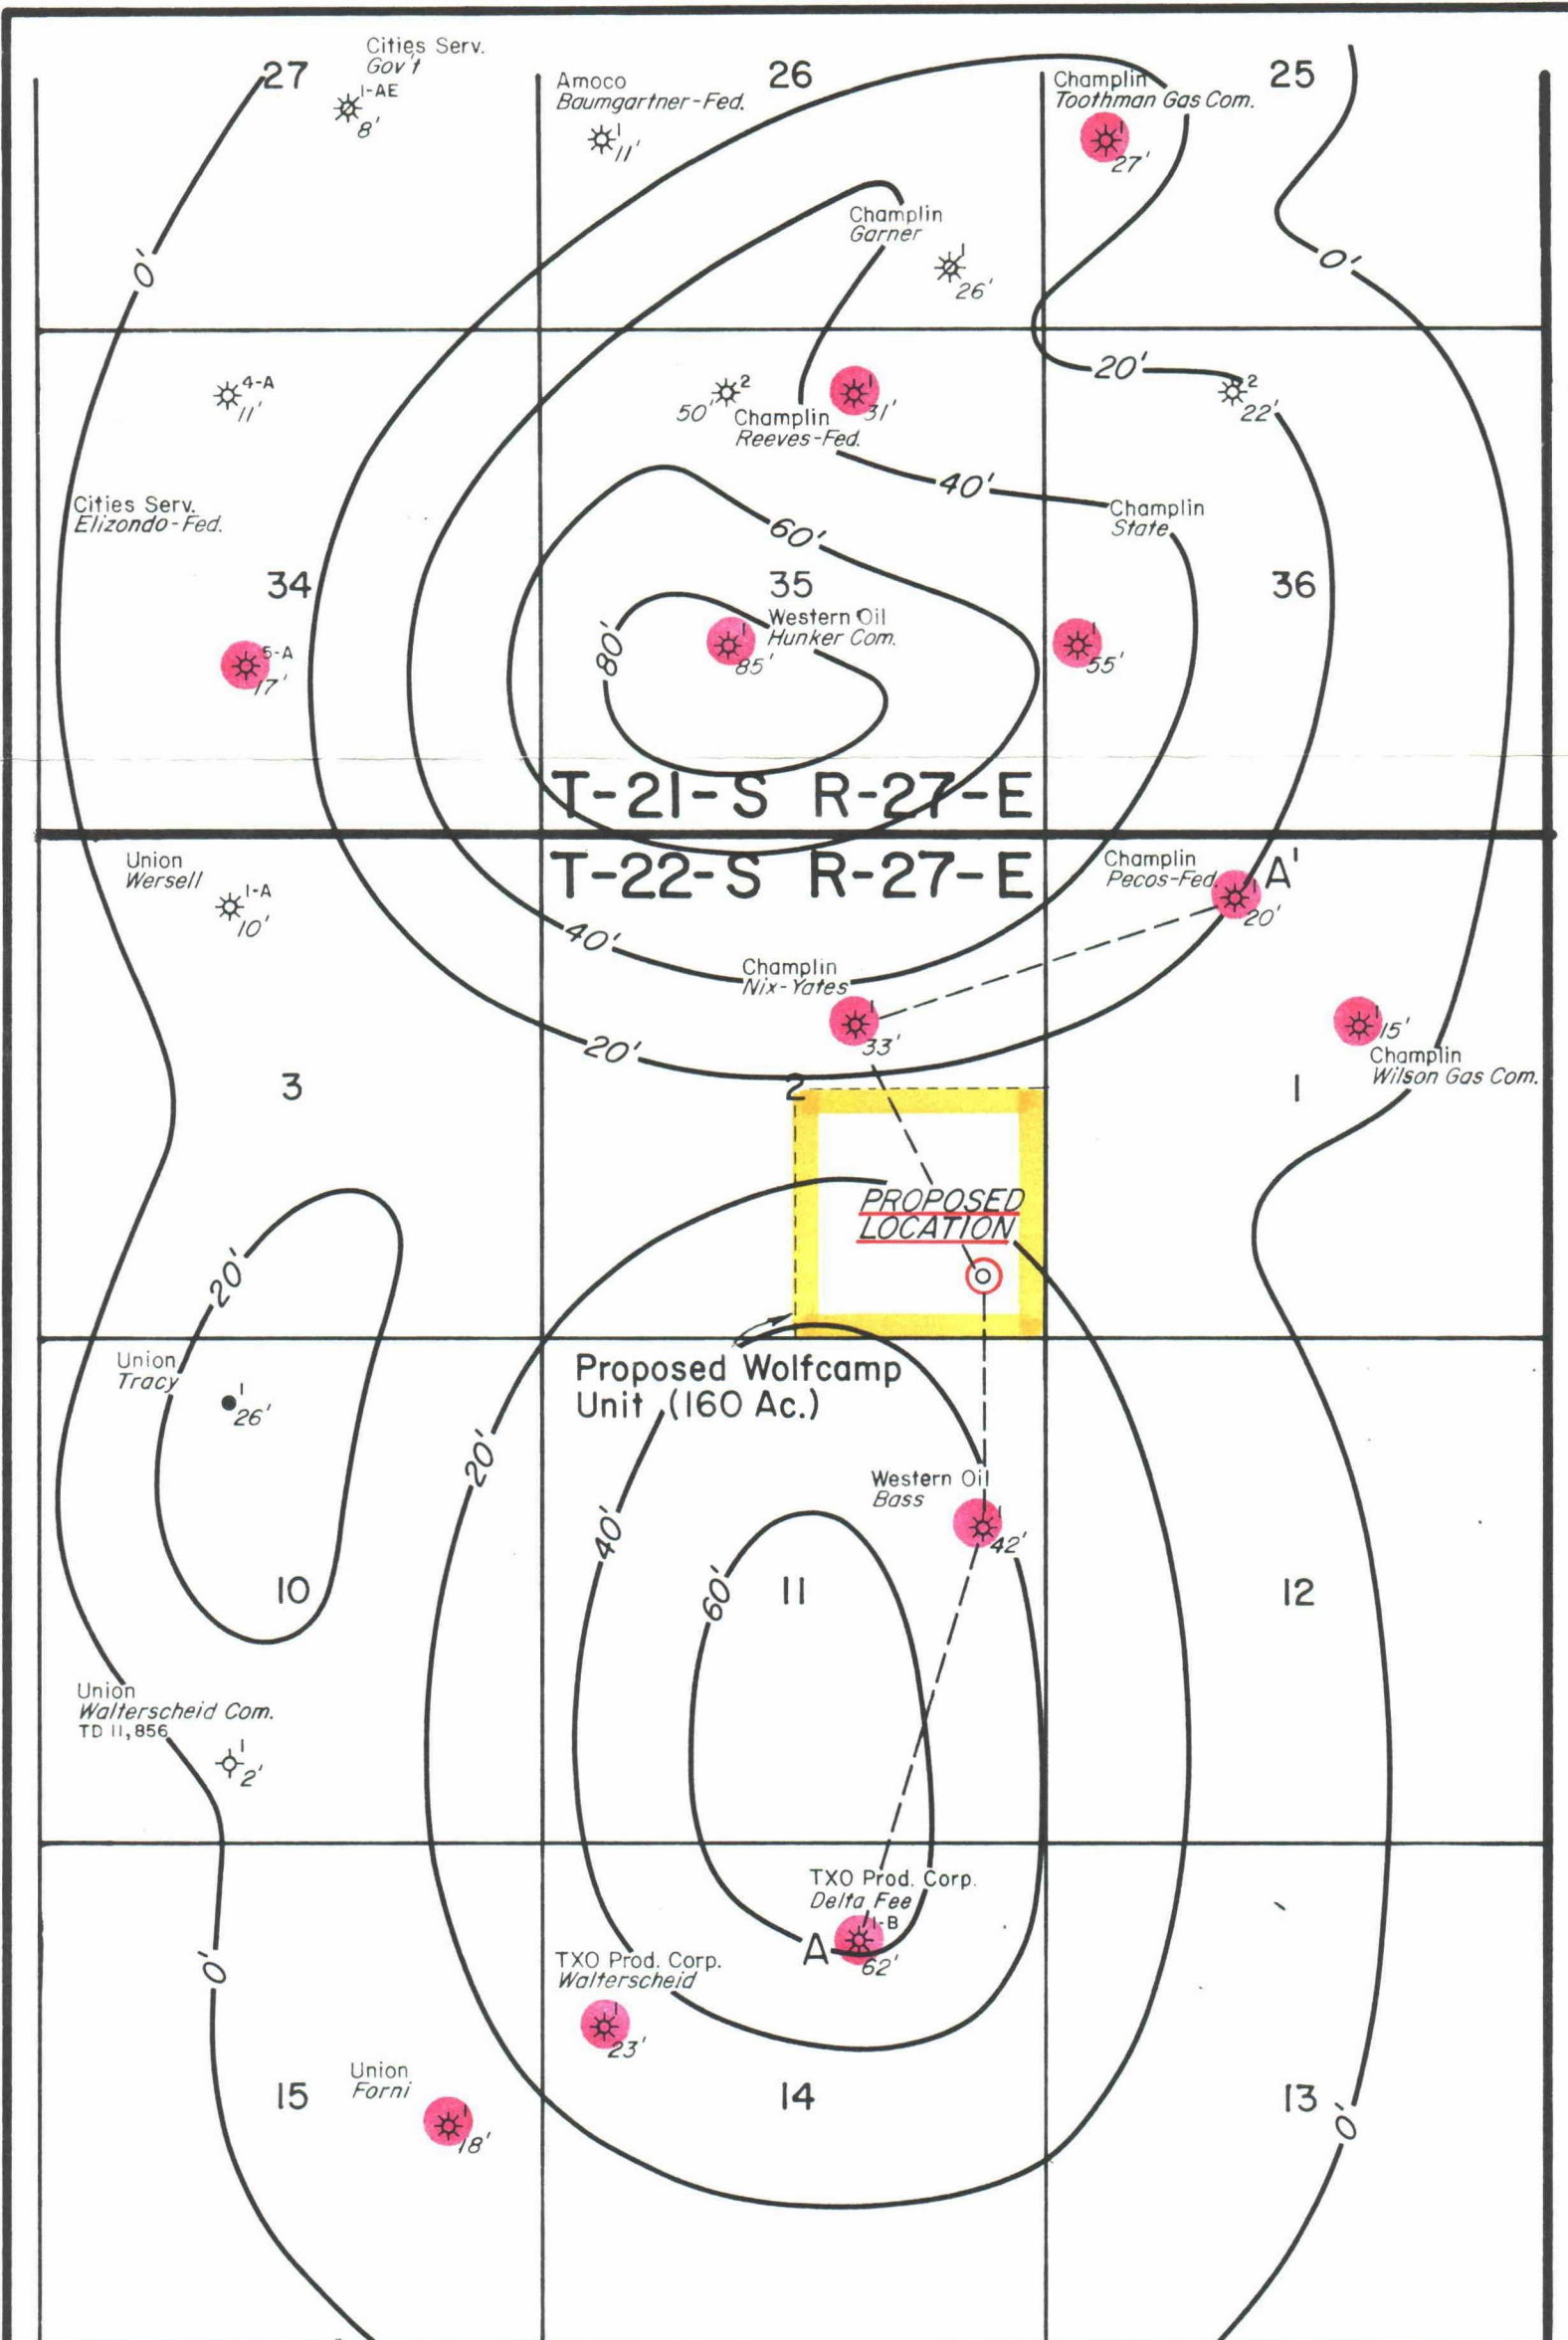 Cities Serv.
Gov't
27
1-AE
8'
Amoco
Baumgartner-Fed.
26
1
11'
Champlin
Toothman Gas Com.
25
1
27'
Champlin
Garner
1
26'
0'
0'
4-A
11'
2
50'
1
31'
Champlin
Reeves-Fed.
20'
2
22'
40'
Cities Serv.
Elizondo-Fed.
Champlin
State
60'
34
35
36
Western Oil
Hunker Com.
80'
1
85'
1
55'
5-A
17'
T-21-S R-27-E
T-22-S R-27-E
Union
Wersell
1-A
10'
Champlin
Pecos-Fed.
A'
1
20'
40'
Champlin
Nix-Yates
1
33'
20'
1
15'
Champlin
Wilson Gas Com.
3
2
1
PROPOSED
LOCATION
20'
Union
Tracy
1
26'
Proposed Wolfcamp
Unit (160 Ac.)
20'
40'
Western Oil
Bass
1
42'
60'
10
11
12
Union
Walterscheid Com.
TD 11,856
1
2'
TXO Prod. Corp.
Delta Fee
1-B
A
62'
0'
TXO Prod. Corp.
Walterscheid
1
23'
Union
Forni
1
18'
15
14
13
0'